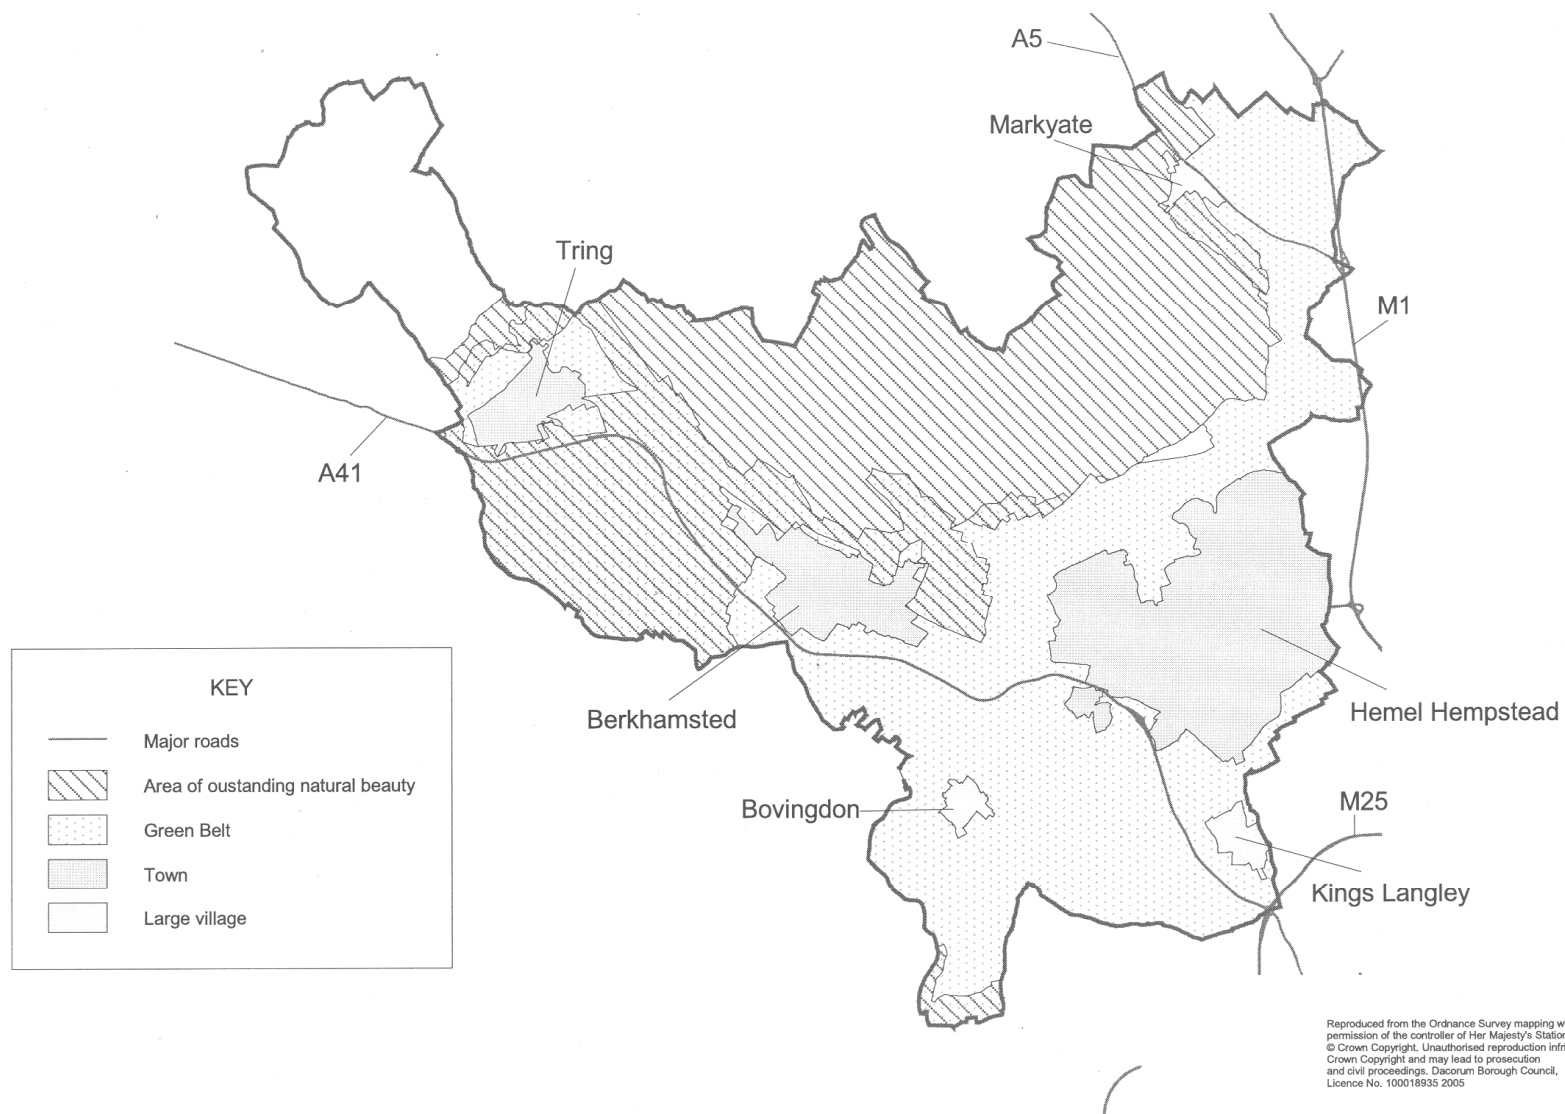 A5
Markyate
Tring
M1
A41
KEY
Major roads
Area of oustanding natural beauty
Green Belt
Town
Large village
Berkhamsted
Hemel Hempstead
Bovingdon
M25
Kings Langley
Reproduced from the Ordnance Survey mapping
permission of the controller of Her Majesty's
© Crown Copyright. Unauthorised reproduction
Crown Copyright and may lead to prosecution
and civil proceedings. Dacorum Borough Council,
Licence No. 100018935 2005